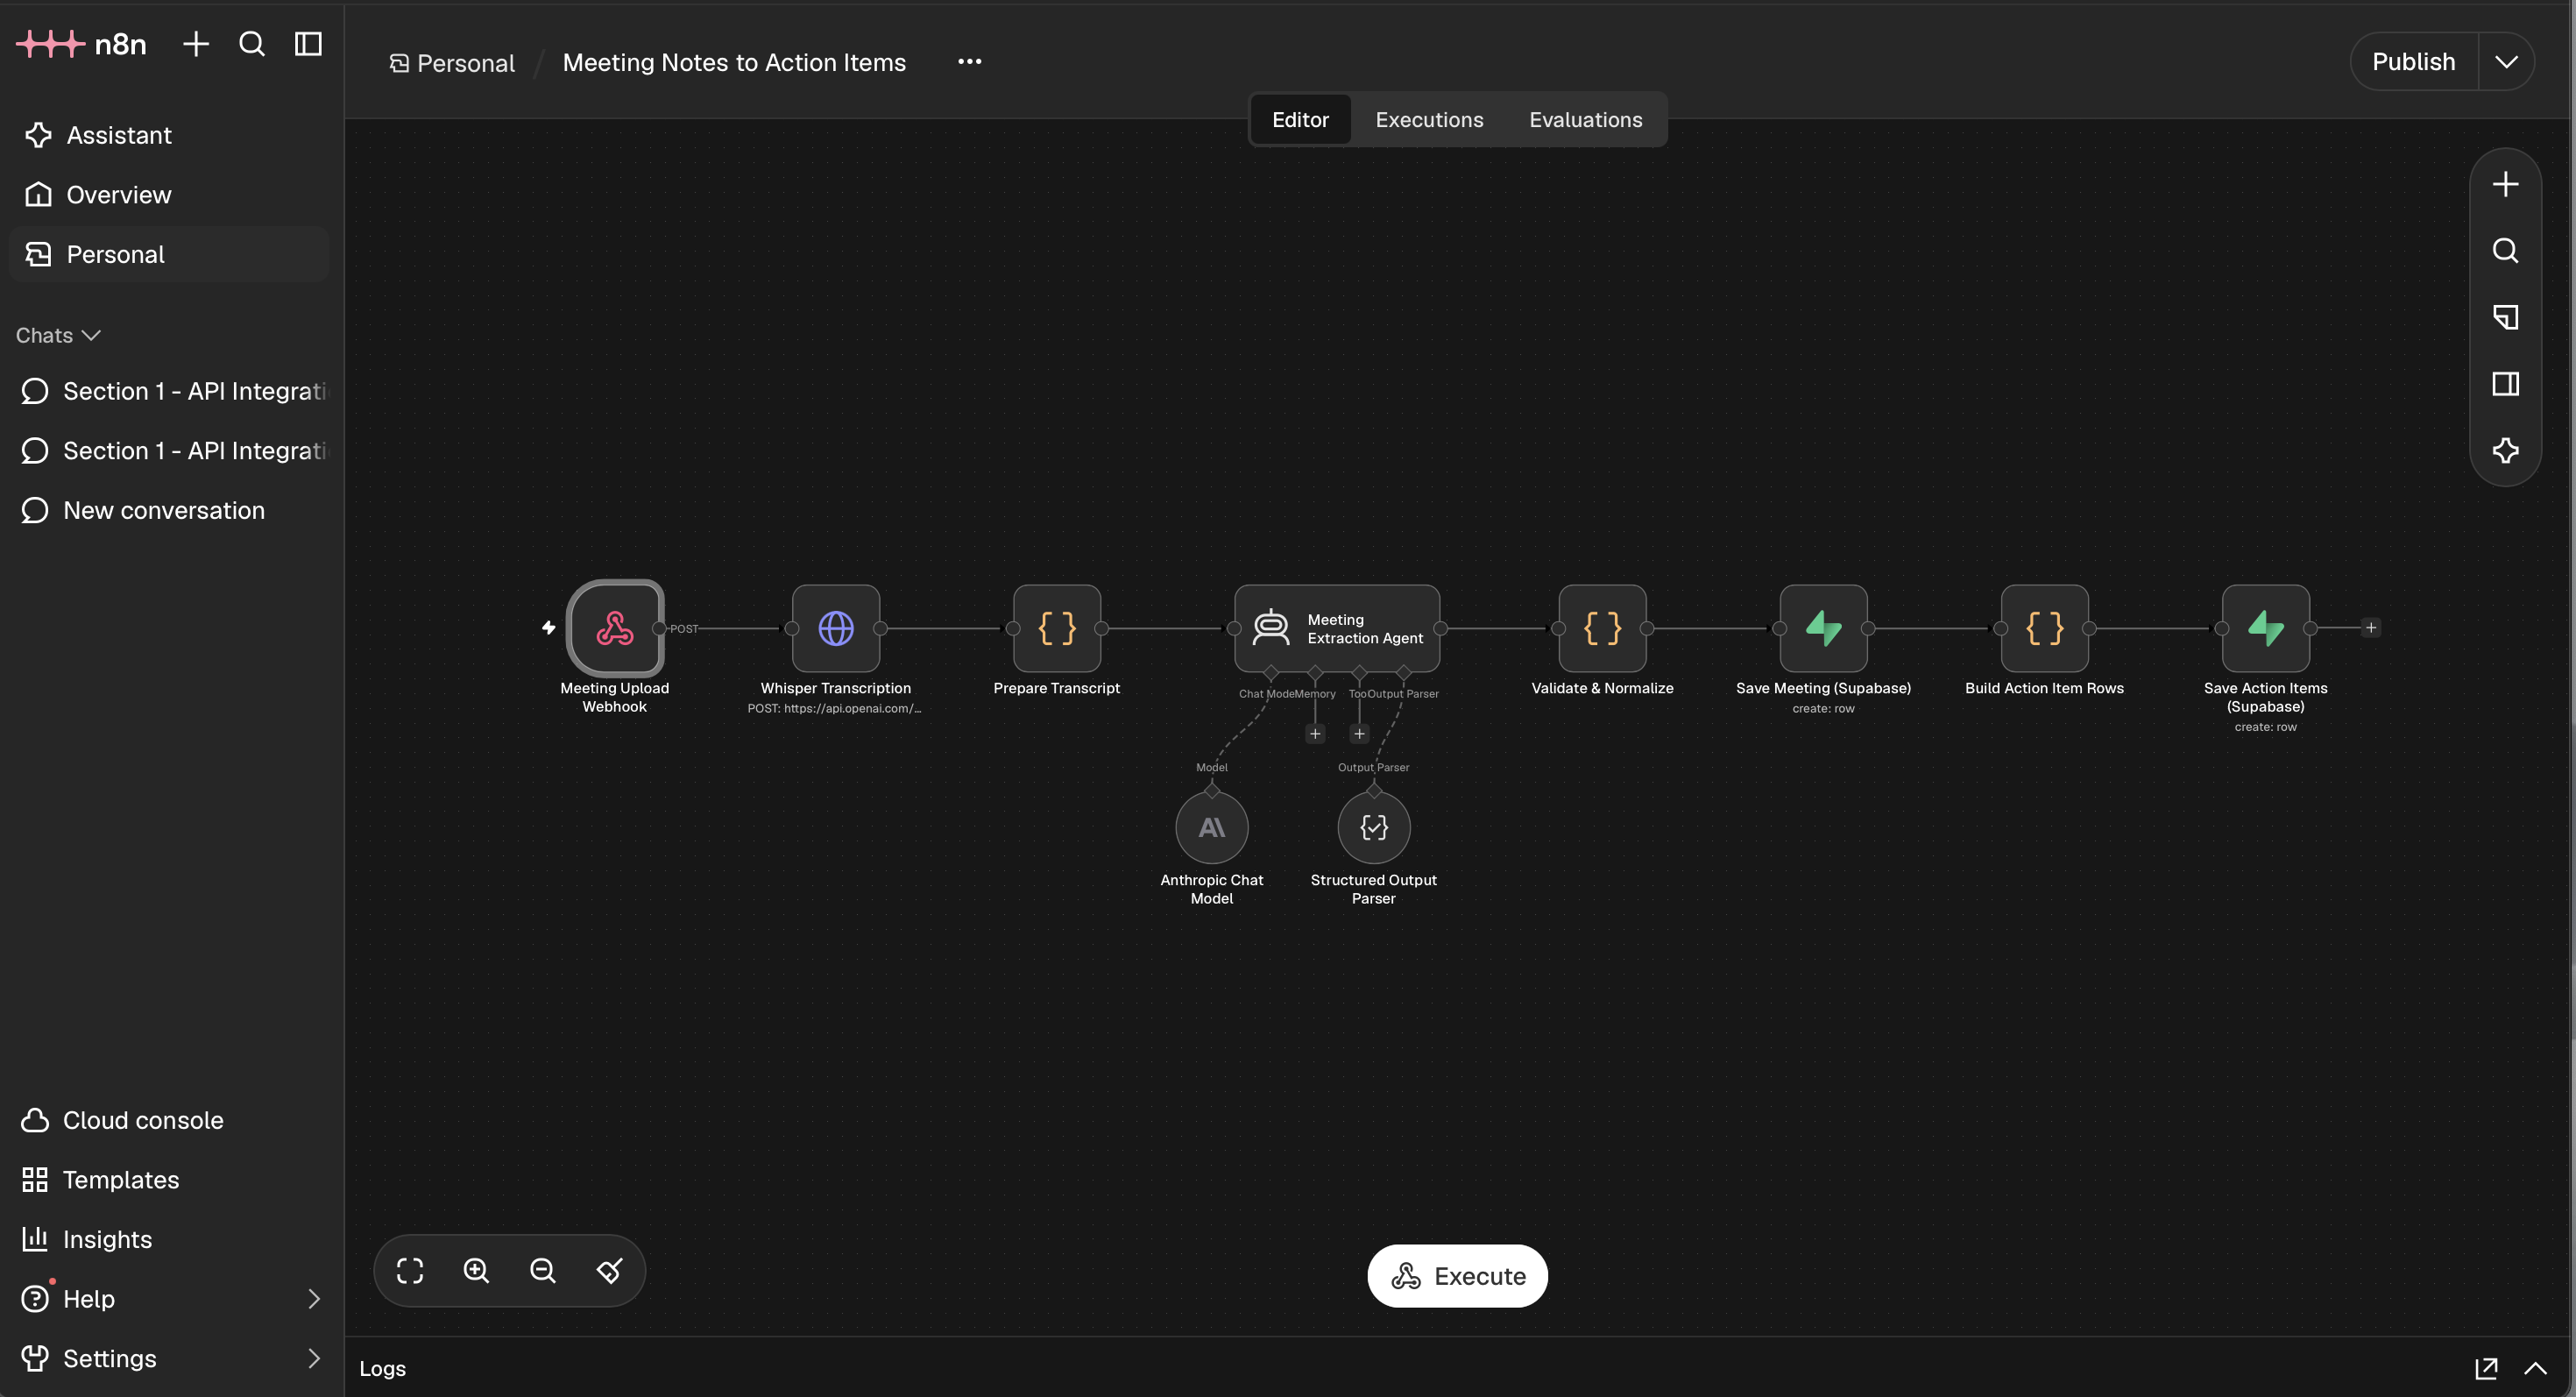 n8n
Assistant
Overview
Personal
Chats
Section 1 - API Integrati
Section 1 - API Integrati
New conversation
Cloud console
Templates
Insights
Help
Settings
Personal / Meeting Notes to Action Items
Publish
Editor Executions Evaluations
POST
Meeting Upload
Webhook
Whisper Transcription
POST: https://api.openai.com/...
Prepare Transcript
Meeting
Extraction Agent
Chat Mode Memory Too Output Parser
Model
Output Parser
Anthropic Chat
Model
Structured Output
Parser
Validate & Normalize
Save Meeting (Supabase)
create: row
Build Action Item Rows
Save Action Items
(Supabase)
create: row
Execute
Logs